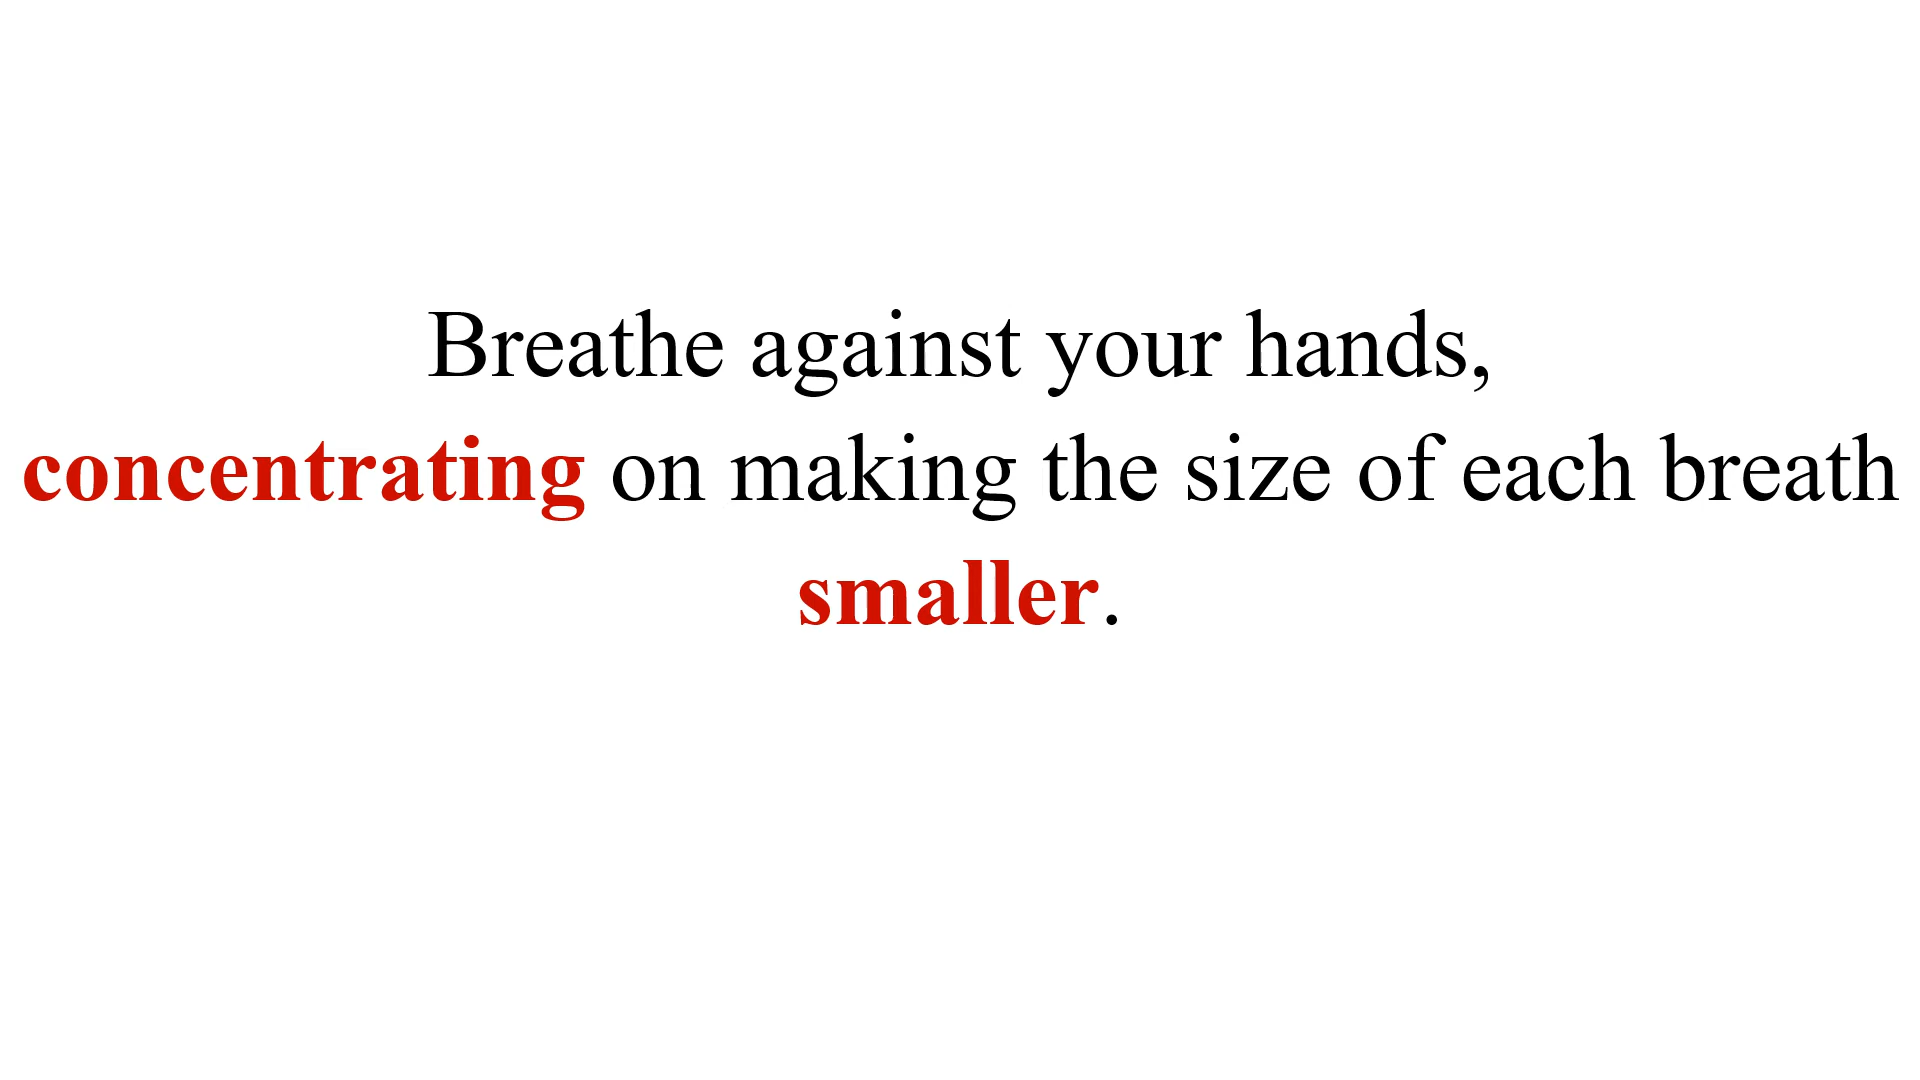 Breathe against your hands,
concentrating on making the size of each breath
smaller.